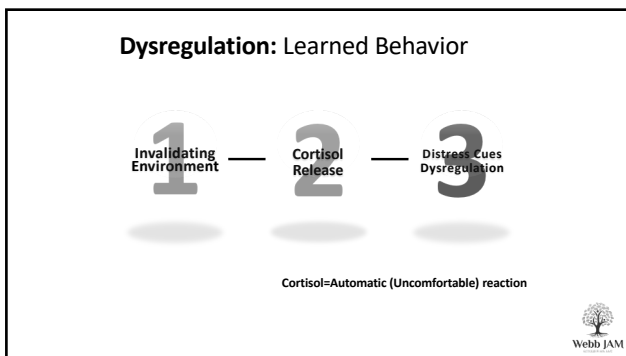 Dysregulation: Learned Behavior
1
Invalidating
Environment
2
Cortisol
Release
3
Distress Cues
Dysregulation
Cortisol=Automatic (Uncomfortable) reaction
Webb JAM